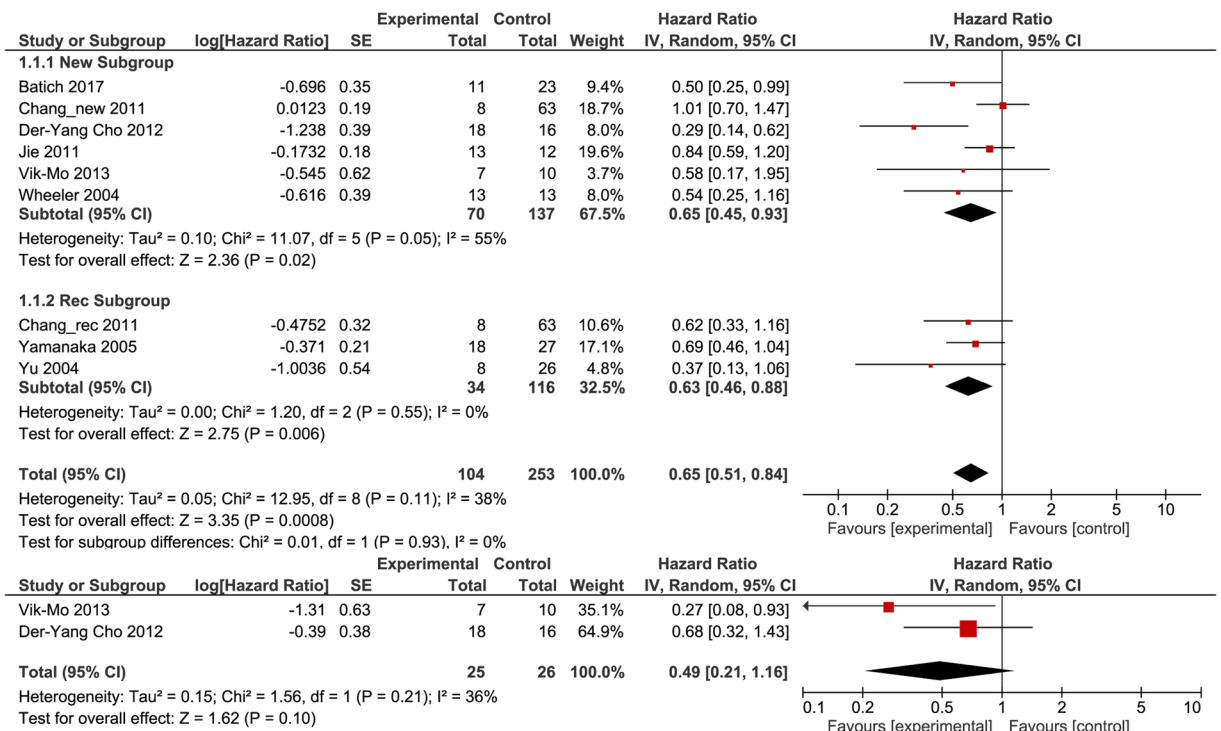 Experimental Control Hazard Ratio Hazard Ratio
Study or Subgroup log[Hazard Ratio] SE Total Total Weight IV, Random, 95% CI IV, Random, 95% CI
1.1.1 New Subgroup
Batich 2017 -0.696 0.35 11 23 9.4% 0.50 [0.25, 0.99]
Chang_new 2011 0.0123 0.19 8 63 18.7% 1.01 [0.70, 1.47]
Der-Yang Cho 2012 -1.238 0.39 18 16 8.0% 0.29 [0.14, 0.62]
Jie 2011 -0.1732 0.18 13 12 19.6% 0.84 [0.59, 1.20]
Vik-Mo 2013 -0.545 0.62 7 10 3.7% 0.58 [0.17, 1.95]
Wheeler 2004 -0.616 0.39 13 13 8.0% 0.54 [0.25, 1.16]
Subtotal (95% CI) 70 137 67.5% 0.65 [0.45, 0.93]
Heterogeneity: Tau² = 0.10; Chi² = 11.07, df = 5 (P = 0.05); I² = 55%
Test for overall effect: Z = 2.36 (P = 0.02)
1.1.2 Rec Subgroup
Chang_rec 2011 -0.4752 0.32 8 63 10.6% 0.62 [0.33, 1.16]
Yamanaka 2005 -0.371 0.21 18 27 17.1% 0.69 [0.46, 1.04]
Yu 2004 -1.0036 0.54 8 26 4.8% 0.37 [0.13, 1.06]
Subtotal (95% CI) 34 116 32.5% 0.63 [0.46, 0.88]
Heterogeneity: Tau² = 0.00; Chi² = 1.20, df = 2 (P = 0.55); I² = 0%
Test for overall effect: Z = 2.75 (P = 0.006)
Total (95% CI) 104 253 100.0% 0.65 [0.51, 0.84]
Heterogeneity: Tau² = 0.05; Chi² = 12.95, df = 8 (P = 0.11); I² = 38%
Test for overall effect: Z = 3.35 (P = 0.0008)
Test for subgroup differences: Chi² = 0.01, df = 1 (P = 0.93), I² = 0%
0.1 0.2 0.5 1 2 5 10
Favours [experimental] Favours [control]
Experimental Control Hazard Ratio Hazard Ratio
Study or Subgroup log[Hazard Ratio] SE Total Total Weight IV, Random, 95% CI IV, Random, 95% CI
Vik-Mo 2013 -1.31 0.63 7 10 35.1% 0.27 [0.08, 0.93]
Der-Yang Cho 2012 -0.39 0.38 18 16 64.9% 0.68 [0.32, 1.43]
Total (95% CI) 25 26 100.0% 0.49 [0.21, 1.16]
Heterogeneity: Tau² = 0.15; Chi² = 1.56, df = 1 (P = 0.21); I² = 36%
Test for overall effect: Z = 1.62 (P = 0.10)
0.1 0.2 0.5 1 2 5 10
Favours [experimental] Favours [control]